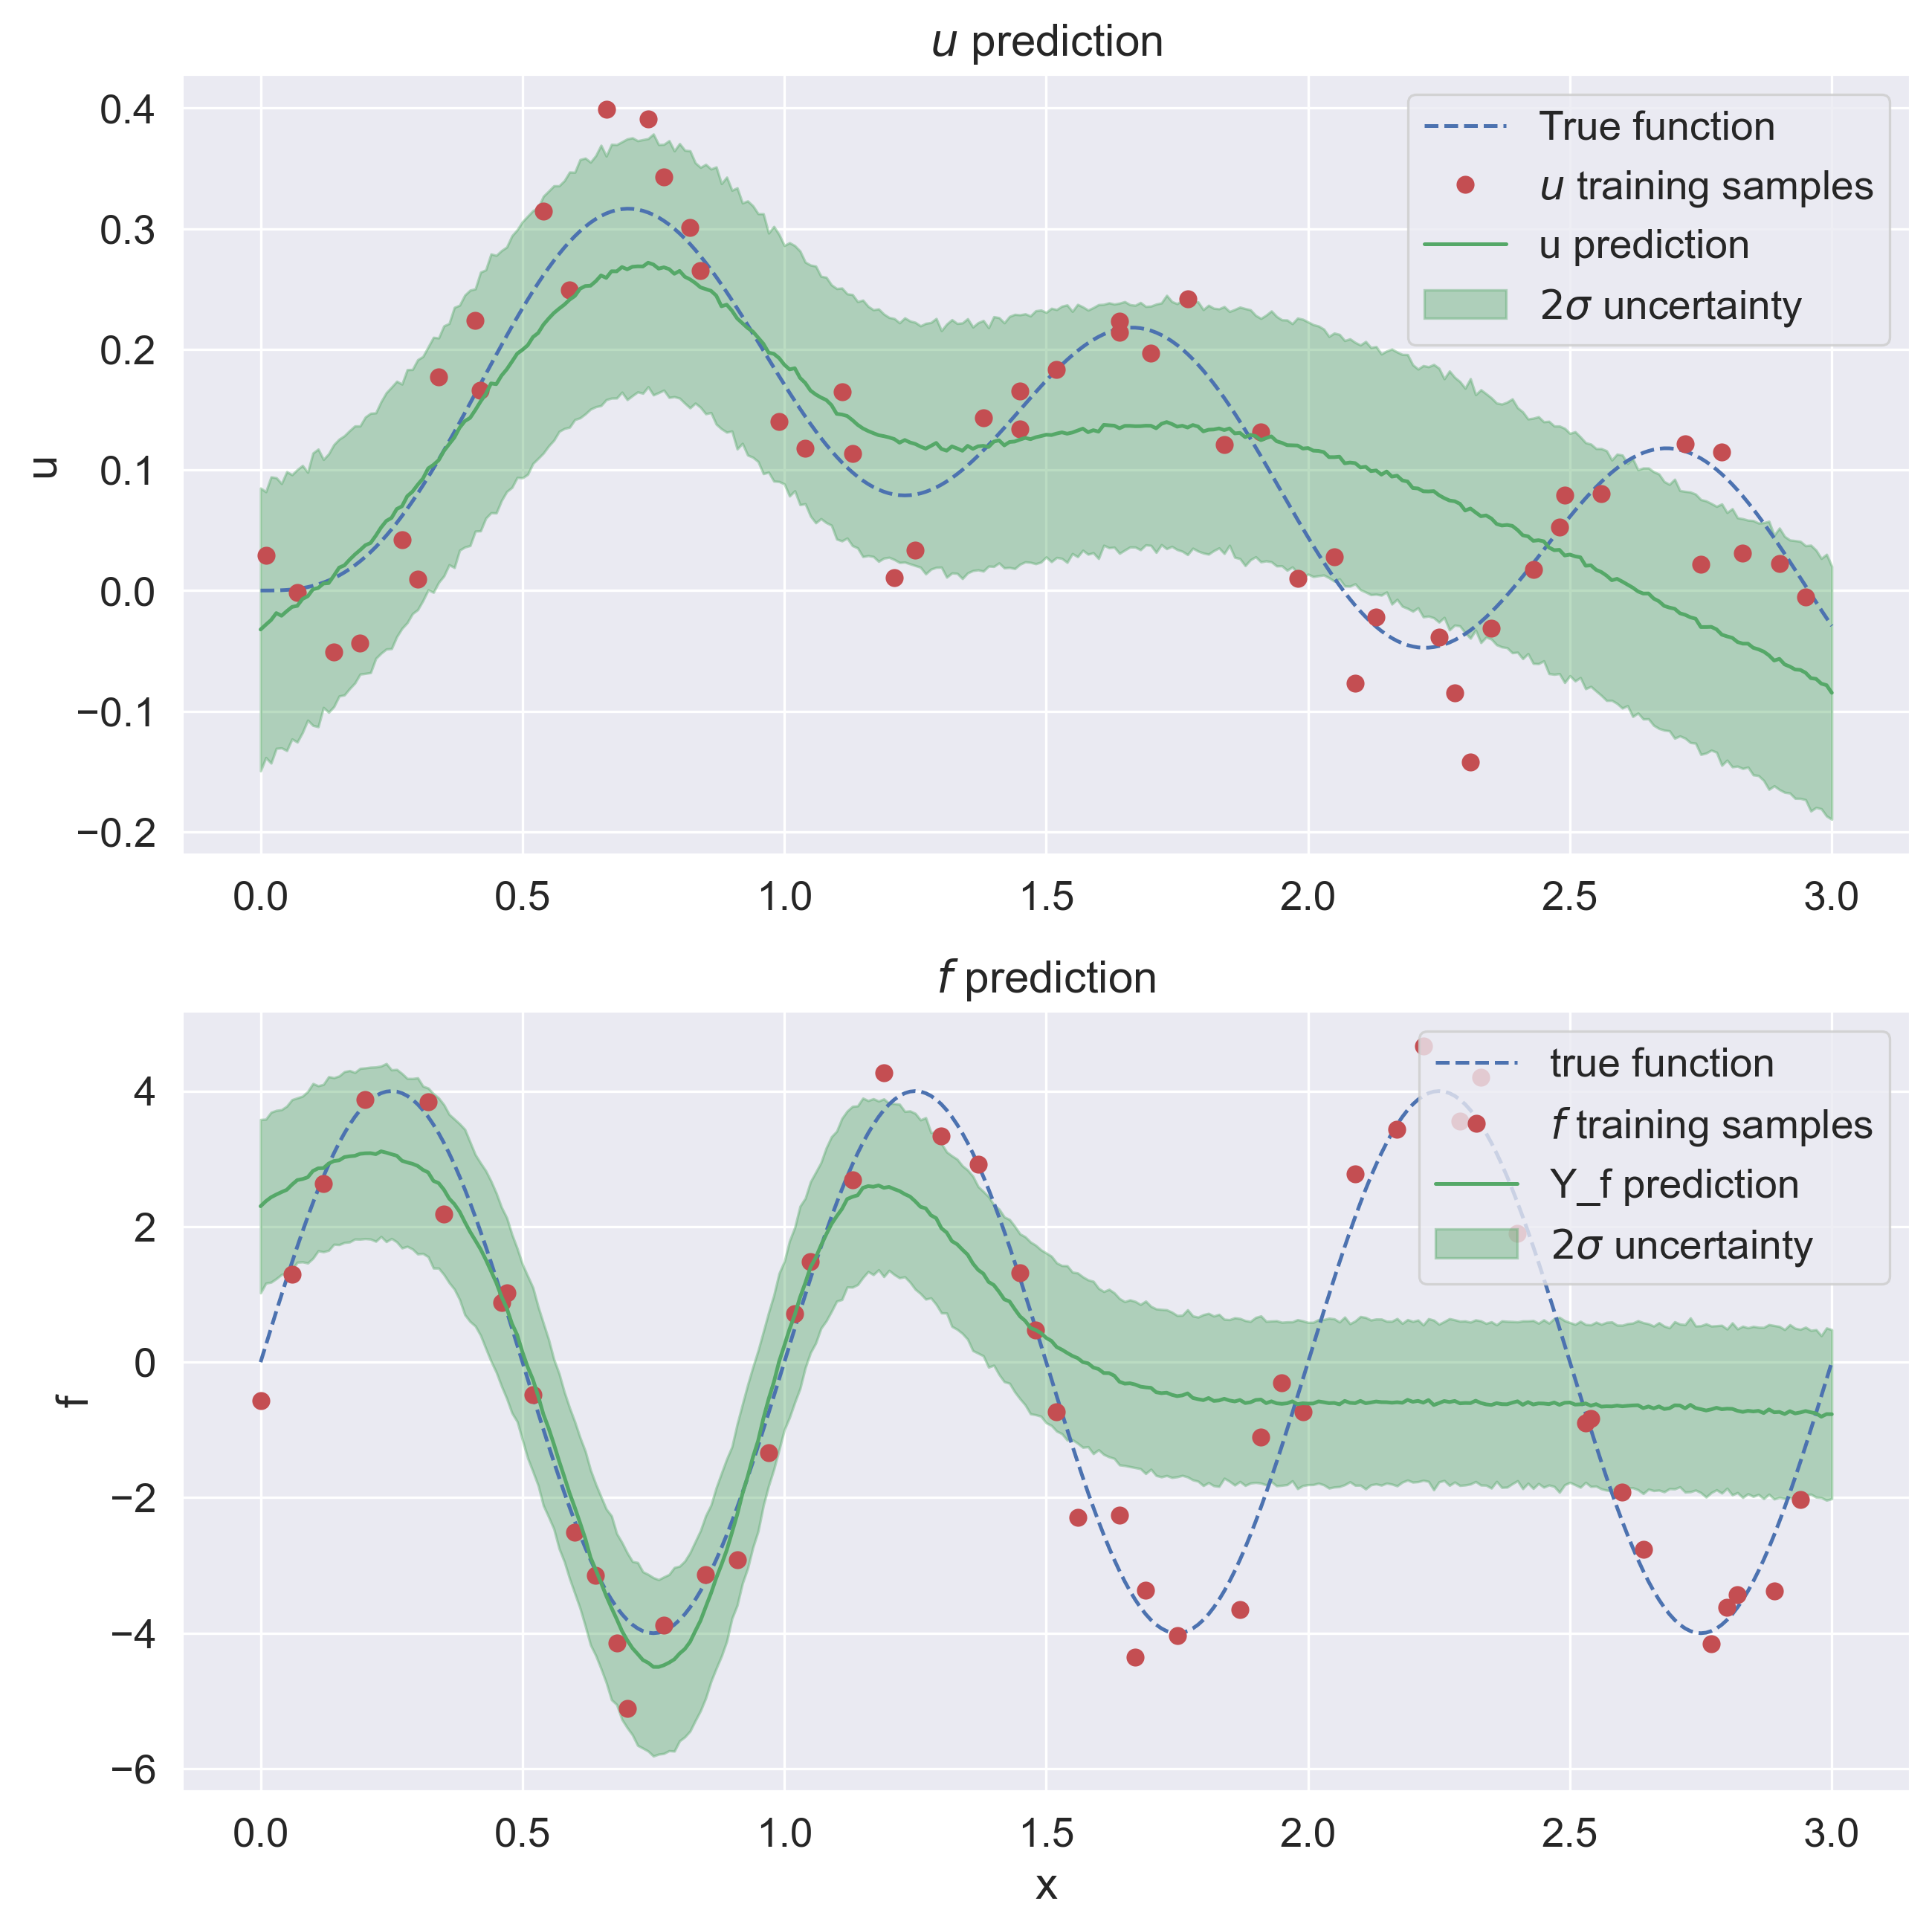 u prediction
0.4
0.3
0.2
0.1
0.0
−0.1
−0.2
u
True function
u training samples
u prediction
2σ uncertainty
0.0 0.5 1.0 1.5 2.0 2.5 3.0
f prediction
4
2
0
−2
−4
−6
f
true function
f training samples
Y_f prediction
2σ uncertainty
0.0 0.5 1.0 1.5 2.0 2.5 3.0
x